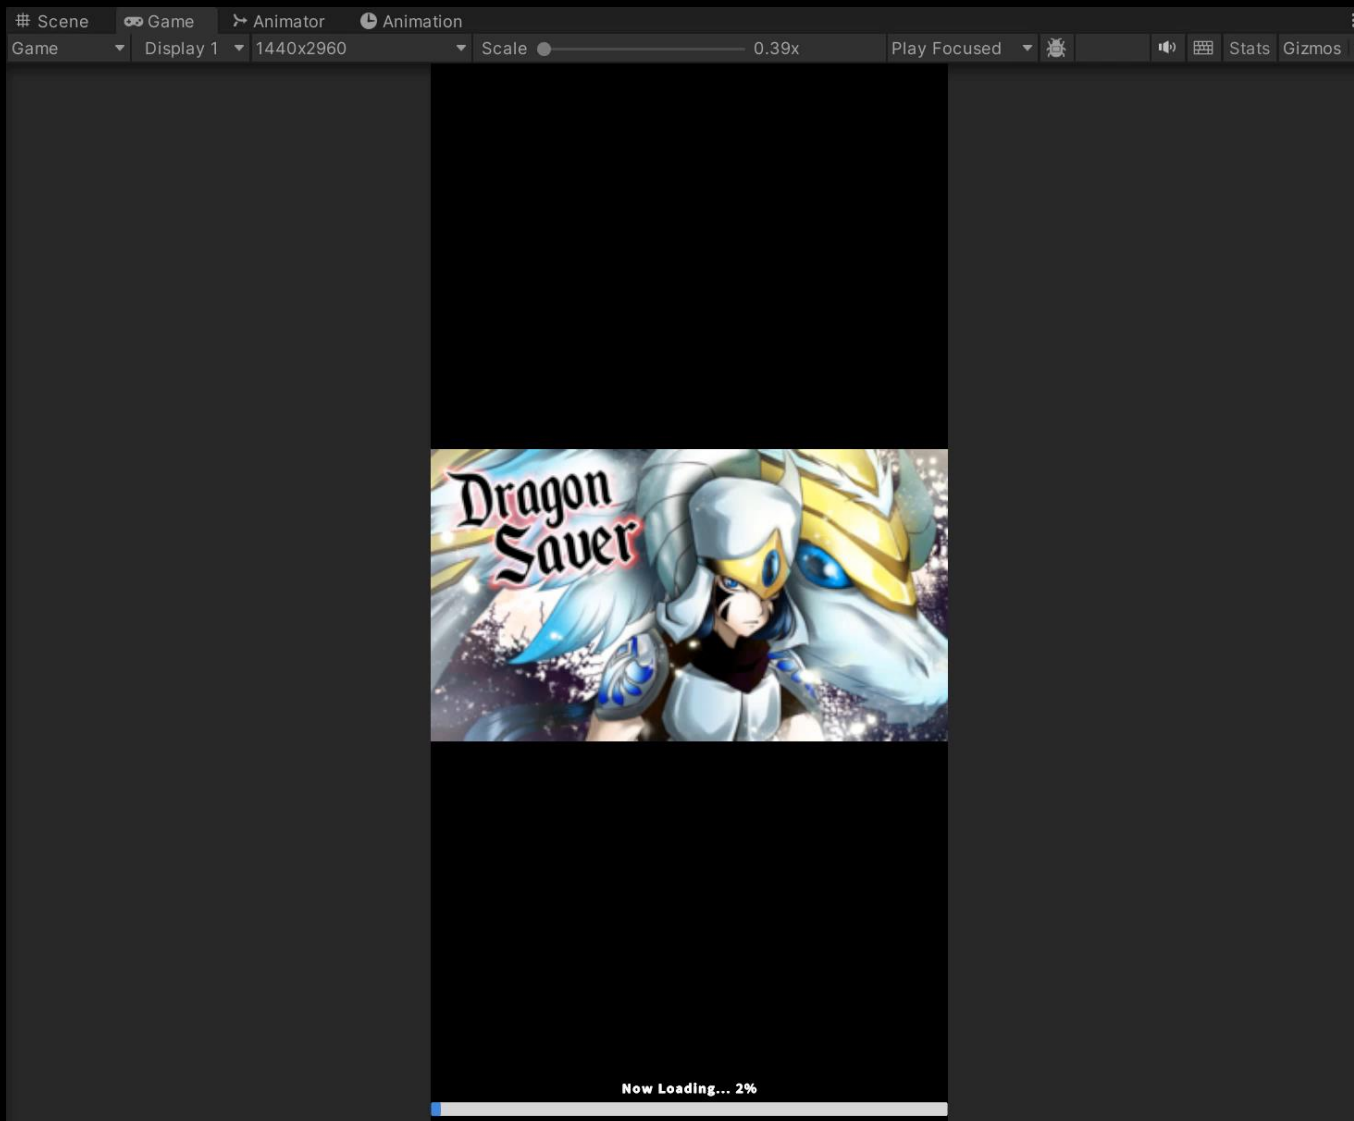 Scene Game Animator Animation
Game Display 1 1440x2960 Scale 0.39x Play Focused Stats Gizmos
Dragon
Saver
Now Loading... 2%